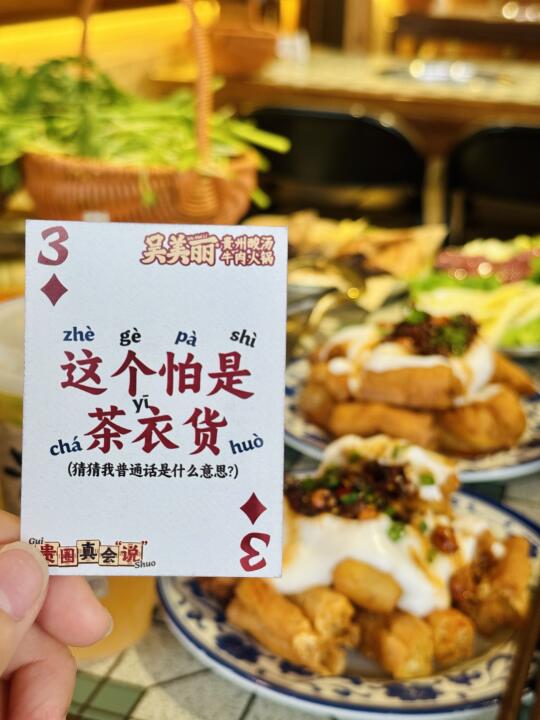 3
吴美丽·贵州酸汤
牛肉火锅
zhè gè pà shì
这个怕是
yī
chá 茶衣货 huò
(猜猜我普通话是什么意思?)
3
Gui
贵圈真会"说"
Shuo